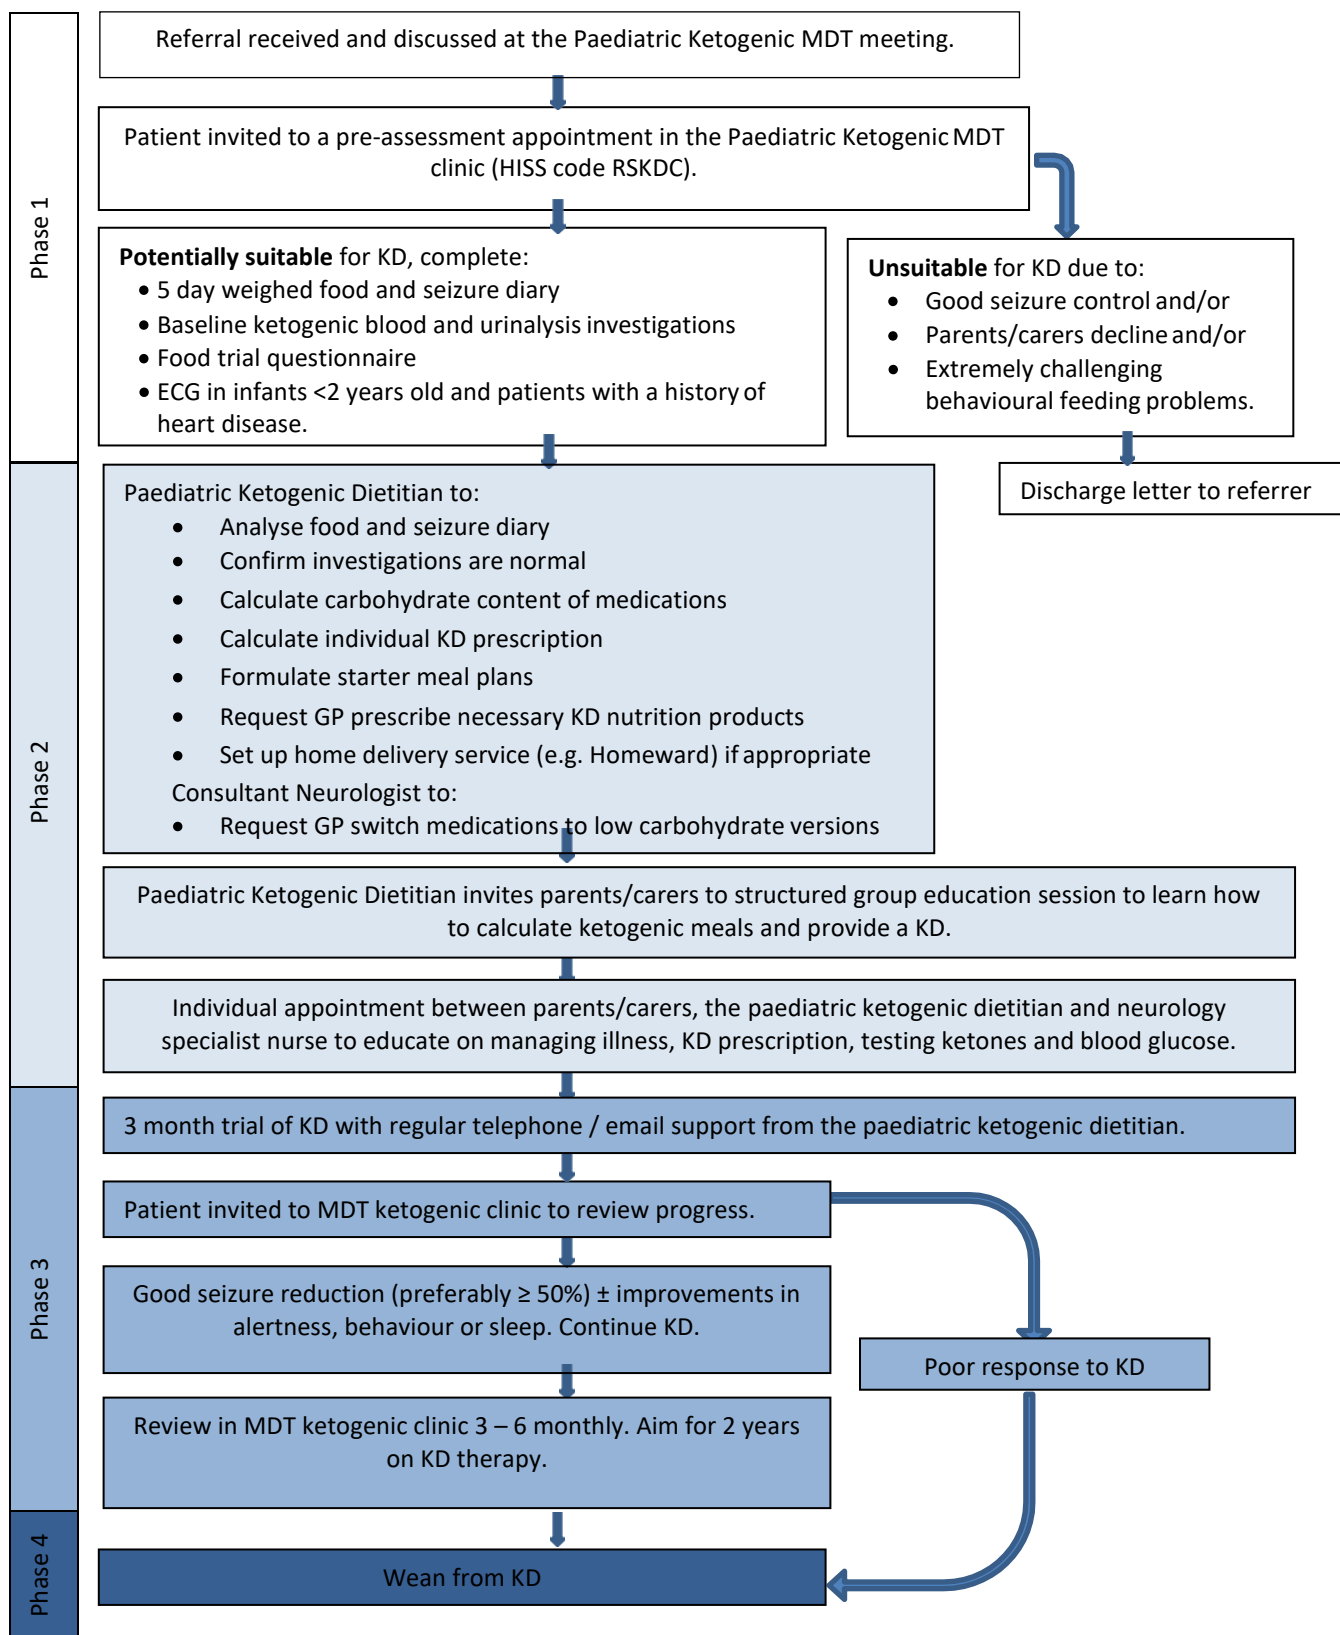 Phase 1
Referral received and discussed at the Paediatric Ketogenic MDT meeting.
Patient invited to a pre-assessment appointment in the Paediatric Ketogenic MDT
clinic (HISS code RSKDC).
Potentially suitable for KD, complete:
• 5 day weighed food and seizure diary
• Baseline ketogenic blood and urinalysis investigations
• Food trial questionnaire
• ECG in infants <2 years old and patients with a history of
heart disease.
Unsuitable for KD due to:
• Good seizure control and/or
• Parents/carers decline and/or
• Extremely challenging
behavioural feeding problems.
Discharge letter to referrer
Phase 2
Paediatric Ketogenic Dietitian to:
• Analyse food and seizure diary
• Confirm investigations are normal
• Calculate carbohydrate content of medications
• Calculate individual KD prescription
• Formulate starter meal plans
• Request GP prescribe necessary KD nutrition products
• Set up home delivery service (e.g. Homeward) if appropriate
Consultant Neurologist to:
• Request GP switch medications to low carbohydrate versions
Paediatric Ketogenic Dietitian invites parents/carers to structured group education session to learn how
to calculate ketogenic meals and provide a KD.
Individual appointment between parents/carers, the paediatric ketogenic dietitian and neurology
specialist nurse to educate on managing illness, KD prescription, testing ketones and blood glucose.
Phase 3
3 month trial of KD with regular telephone / email support from the paediatric ketogenic dietitian.
Patient invited to MDT ketogenic clinic to review progress.
Good seizure reduction (preferably ≥ 50%) ± improvements in
alertness, behaviour or sleep. Continue KD.
Poor response to KD
Review in MDT ketogenic clinic 3 – 6 monthly. Aim for 2 years
on KD therapy.
Phase 4
Wean from KD